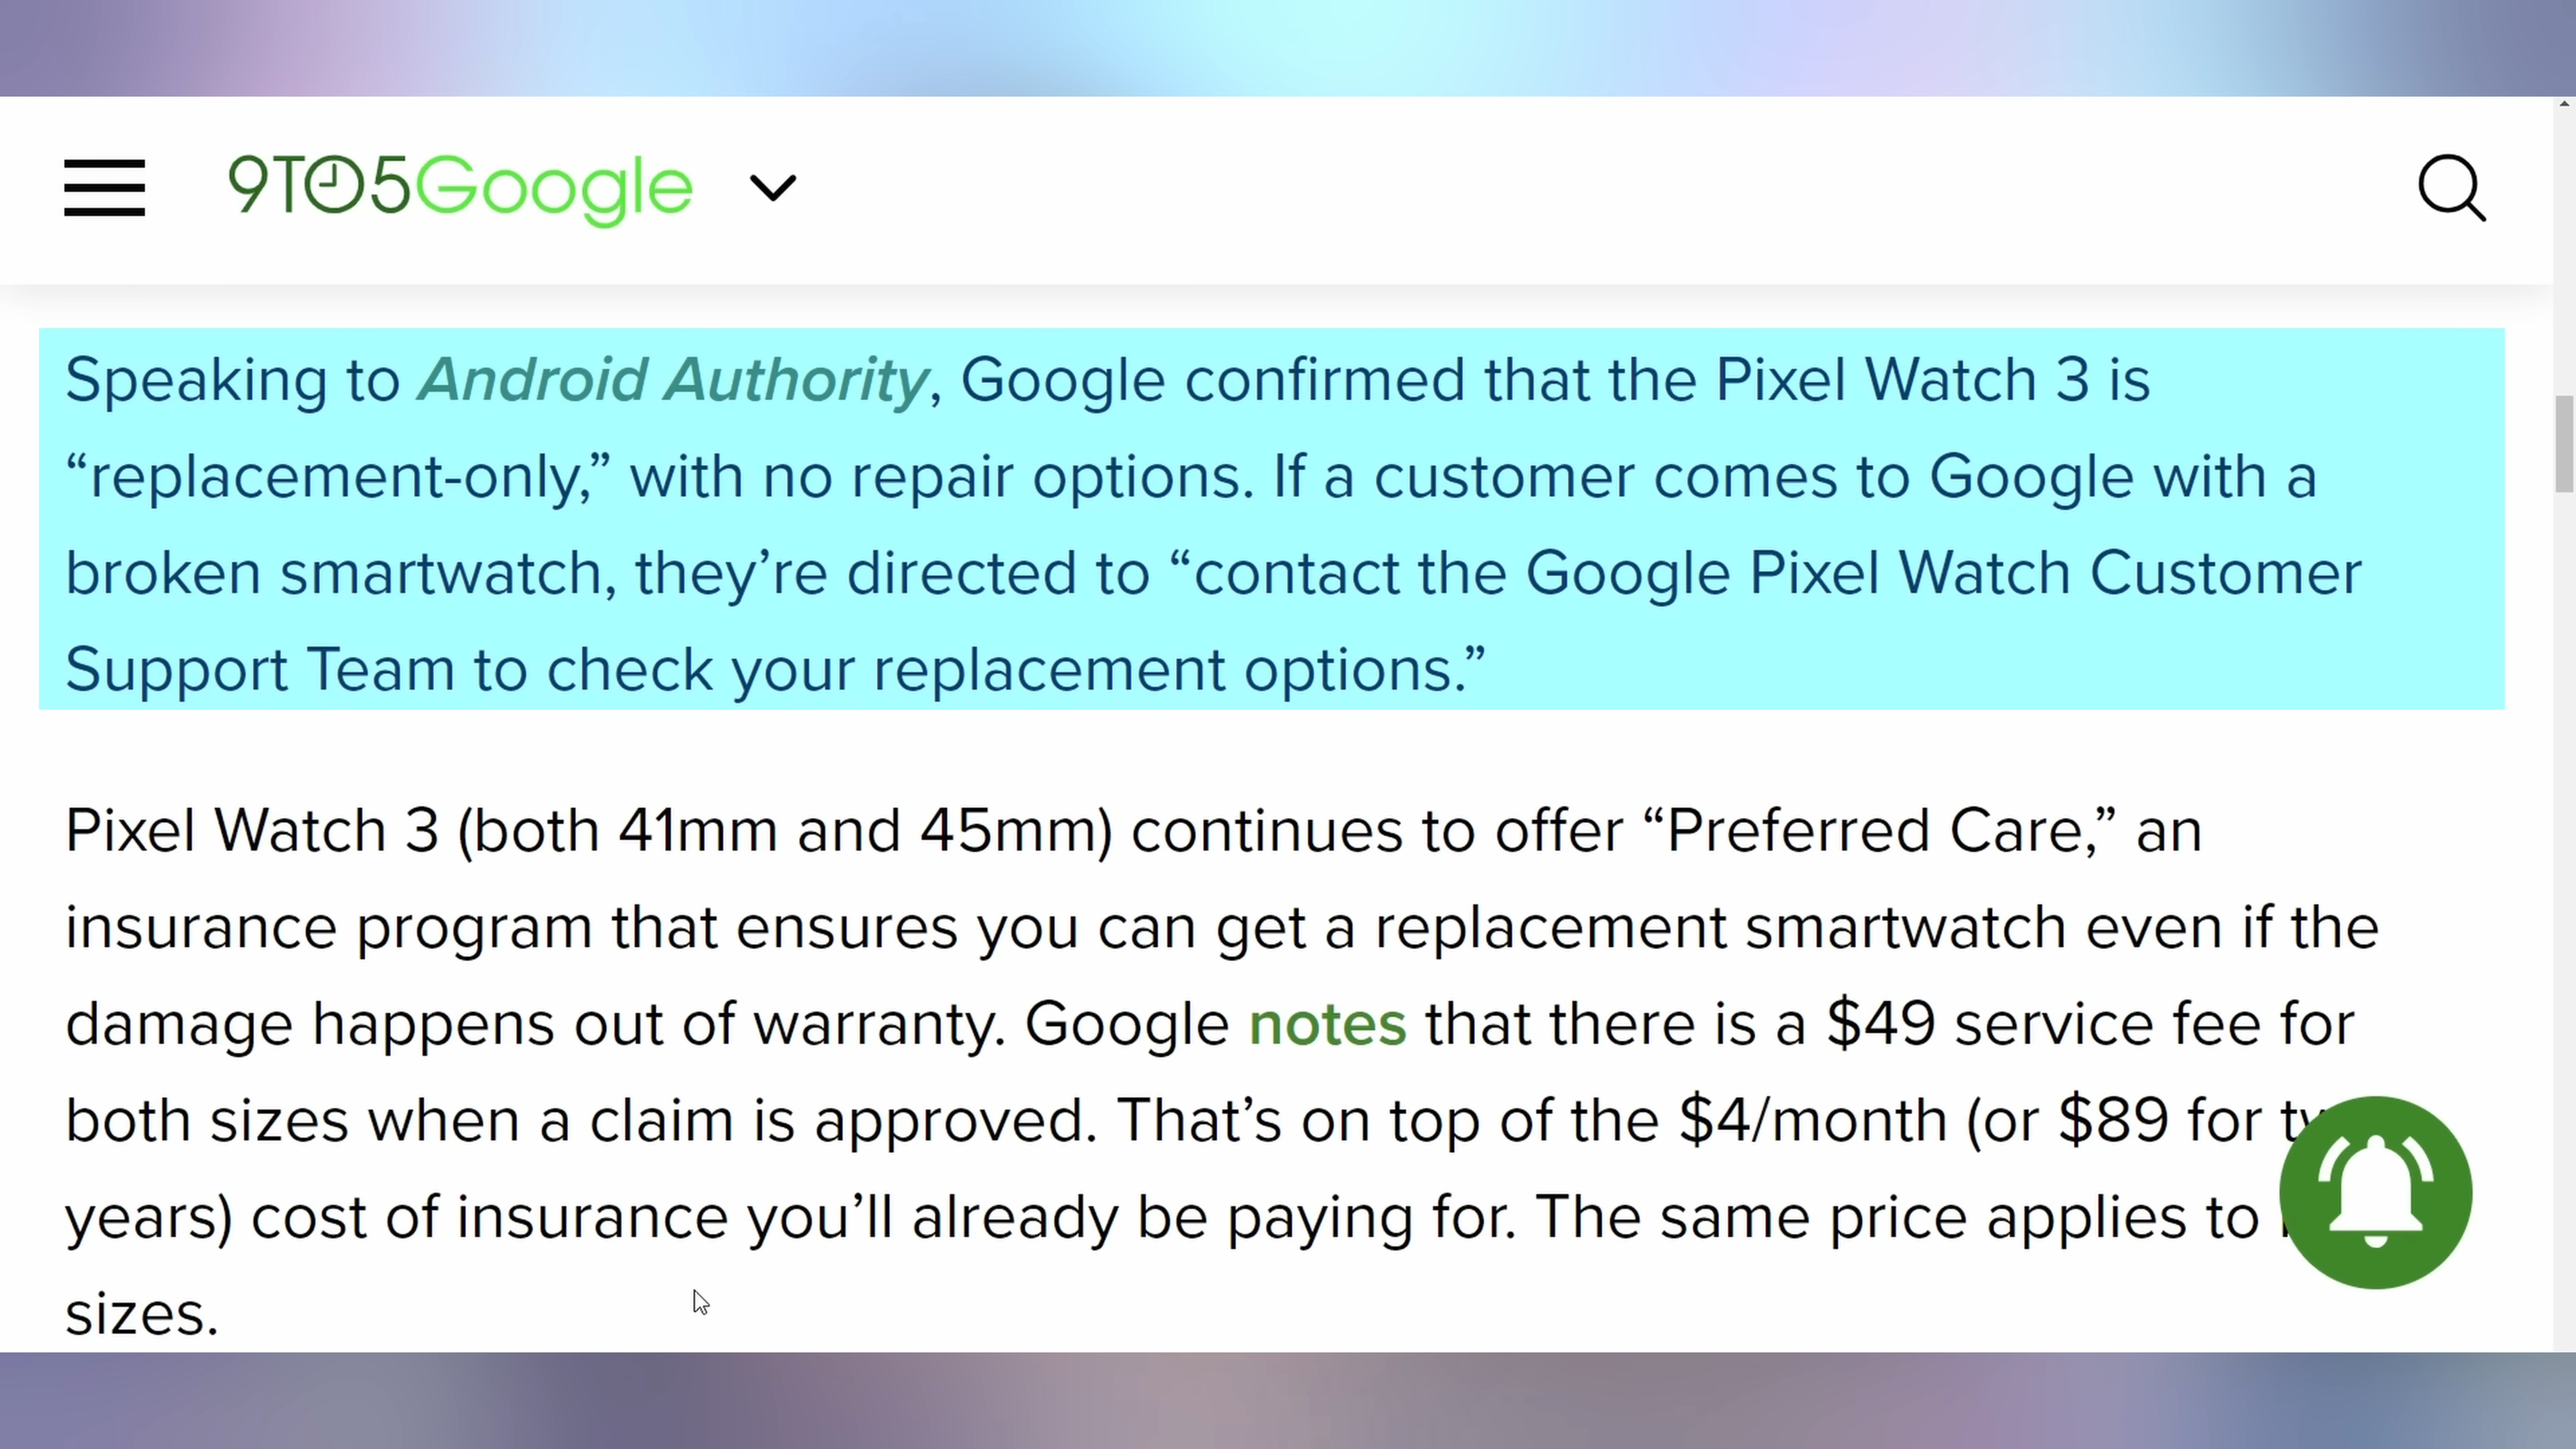 9TO5Google
Speaking to Android Authority, Google confirmed that the Pixel Watch 3 is
“replacement-only,” with no repair options. If a customer comes to Google with a
broken smartwatch, they’re directed to “contact the Google Pixel Watch Customer
Support Team to check your replacement options.”
Pixel Watch 3 (both 41mm and 45mm) continues to offer “Preferred Care,” an
insurance program that ensures you can get a replacement smartwatch even if the
damage happens out of warranty. Google notes that there is a $49 service fee for
both sizes when a claim is approved. That’s on top of the $4/month (or $89 for
years) cost of insurance you’ll already be paying for. The same price applies to
sizes.